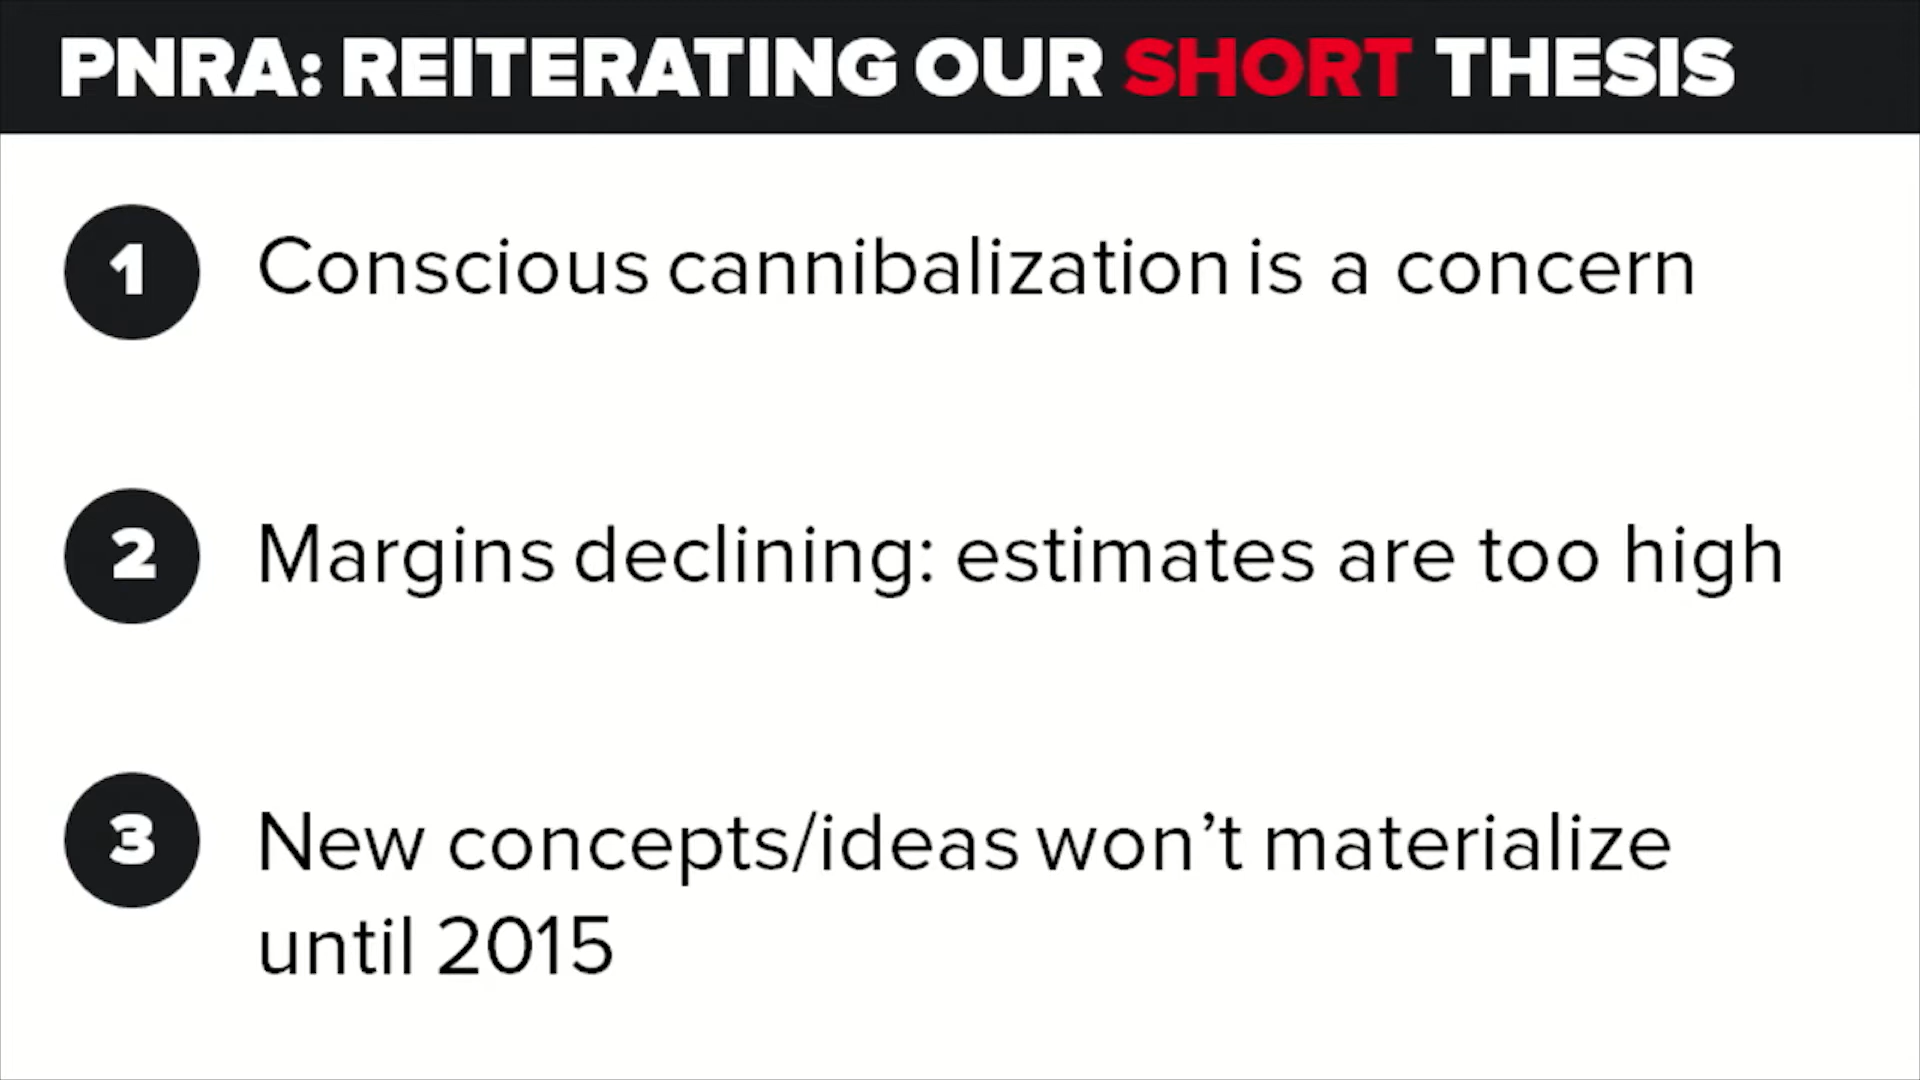 PNRA: REITERATING OUR SHORT THESIS
1 Conscious cannibalization is a concern
2 Margins declining: estimates are too high
3 New concepts/ideas won’t materialize
until 2015